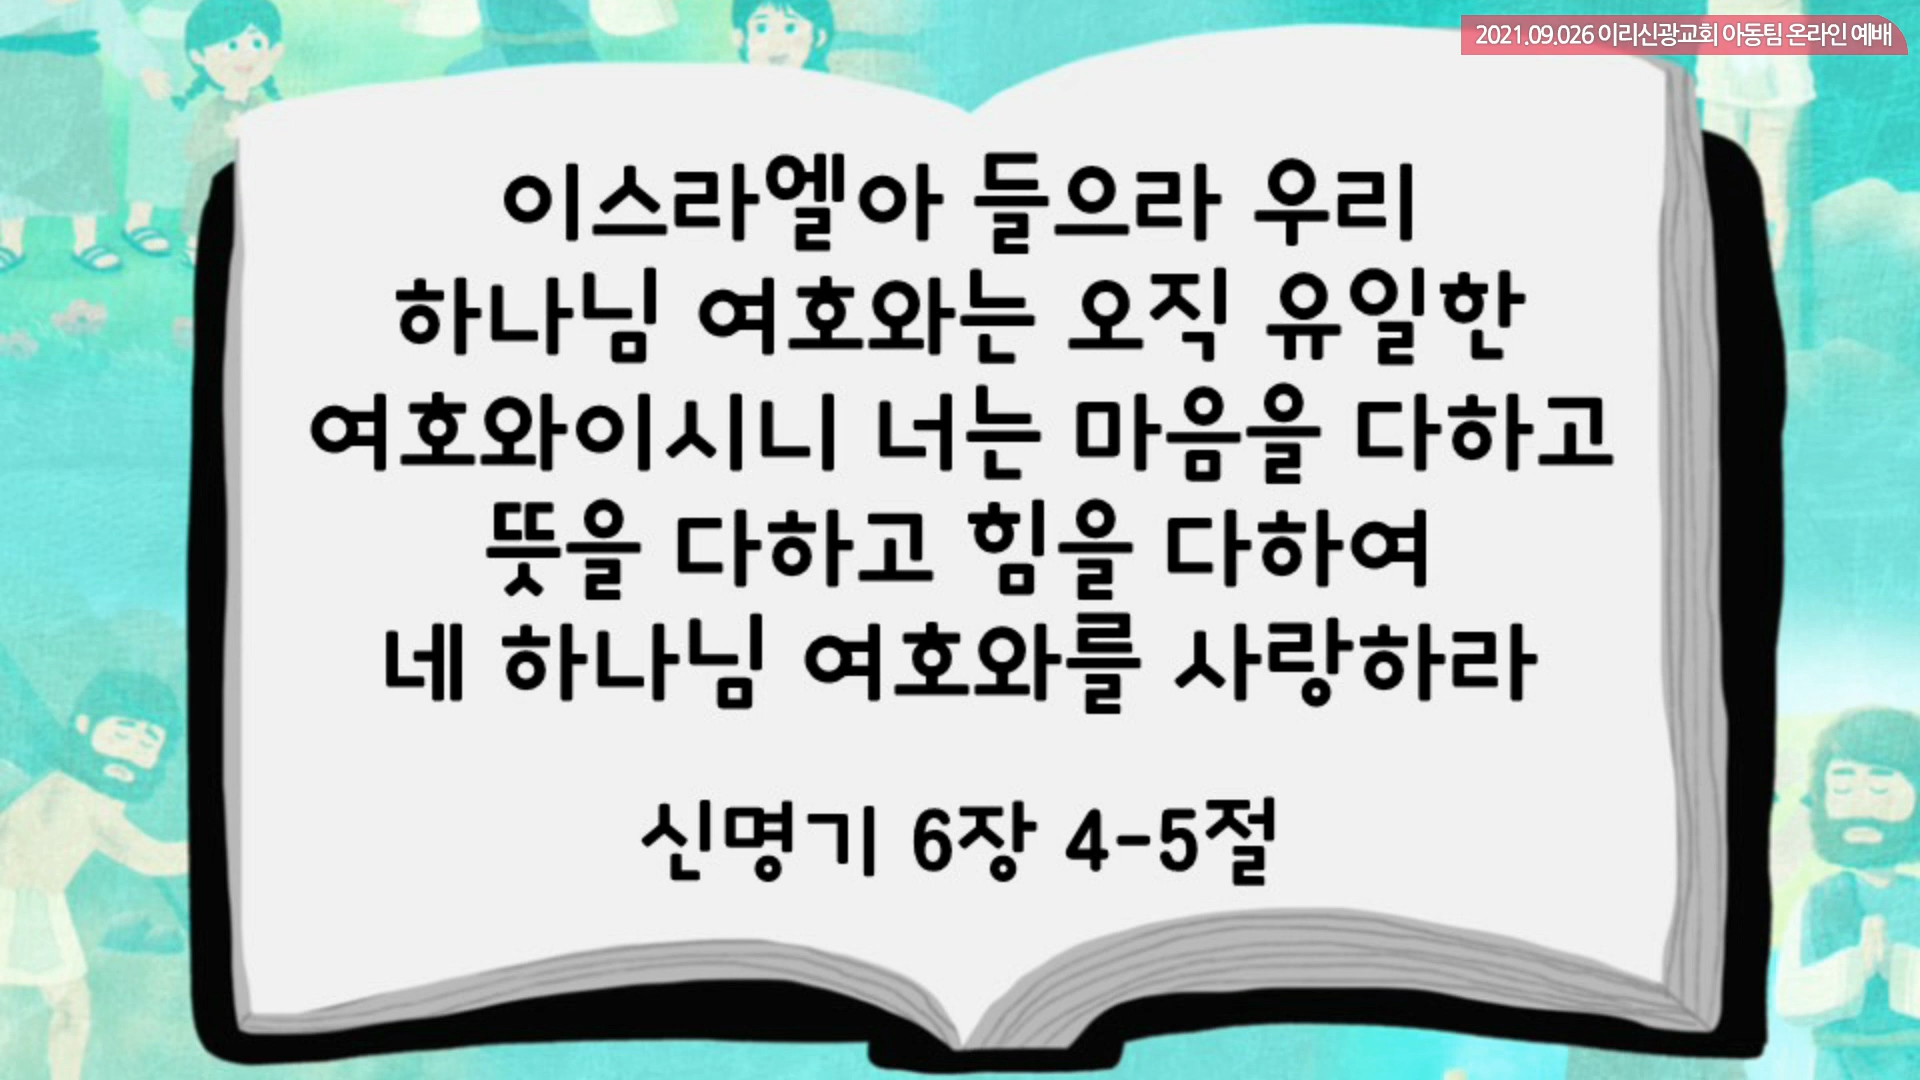 2021.09.026 이리신광교회 아동팀 온라인 예배
이스라엘아 들으라 우리
하나님 여호와는 오직 유일한
여호와이시니 너는 마음을 다하고
뜻을 다하고 힘을 다하여
네 하나님 여호와를 사랑하라
신명기 6장 4-5절